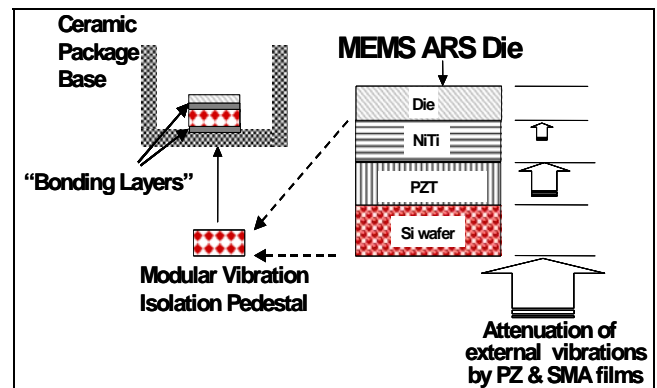 Ceramic
Package
Base
MEMS ARS Die
Die
NiTi
PZT
Si wafer
“Bonding Layers”
Modular Vibration
Isolation Pedestal
Attenuation of
external vibrations
by PZ & SMA films